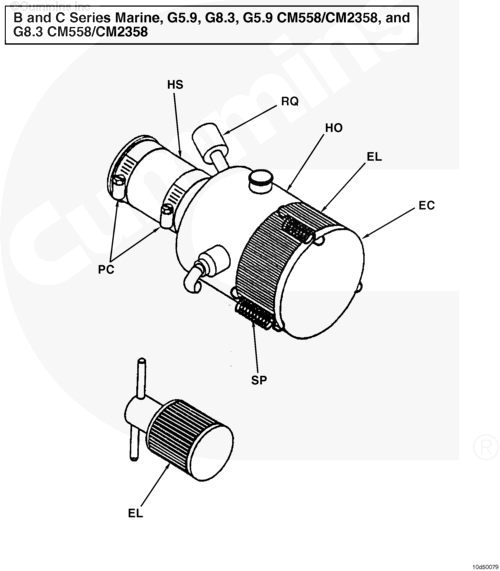 ©Cummins Inc
B and C Series Marine, G5.9, G8.3, G5.9 CM558/CM2358, and
G8.3 CM558/CM2358
HS
RQ
HO
EL
EC
PC
SP
EL
Cummins
®
10d50079